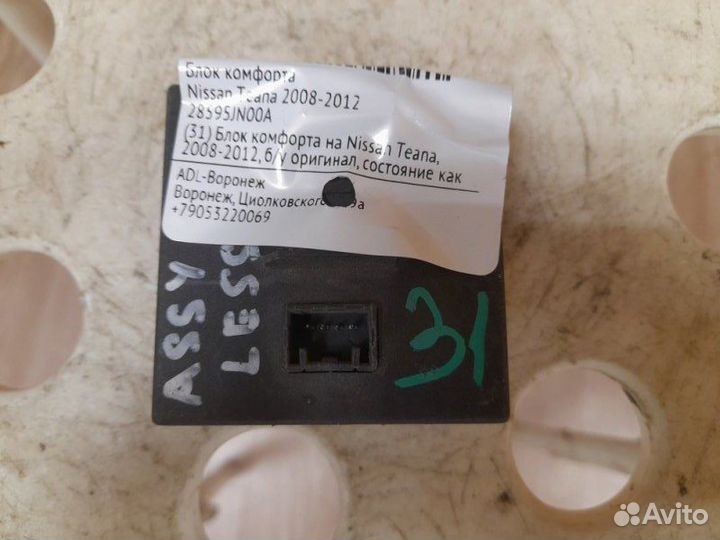 Блок комфорта
Nissan Teana 2008-2012
28595JN00A
(31) Блок комфорта на Nissan Teana,
2008-2012, б/у оригинал, состояние как
ADL-Воронеж
Воронеж, Циолковского
+79053220069
ASSY
LESS
31
Avito